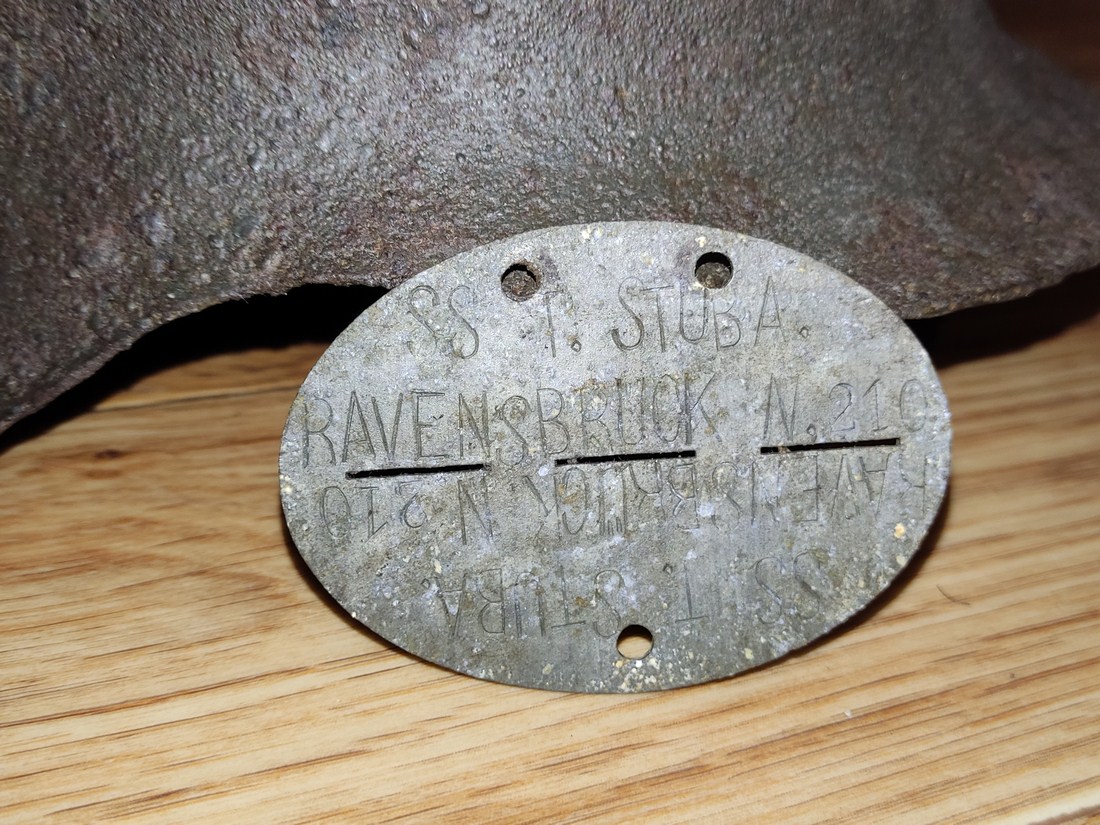 SS T. STUBA.
RAVENSBRUCK N.210
RAVENSBRUCK N 210
SS T. STUBA.